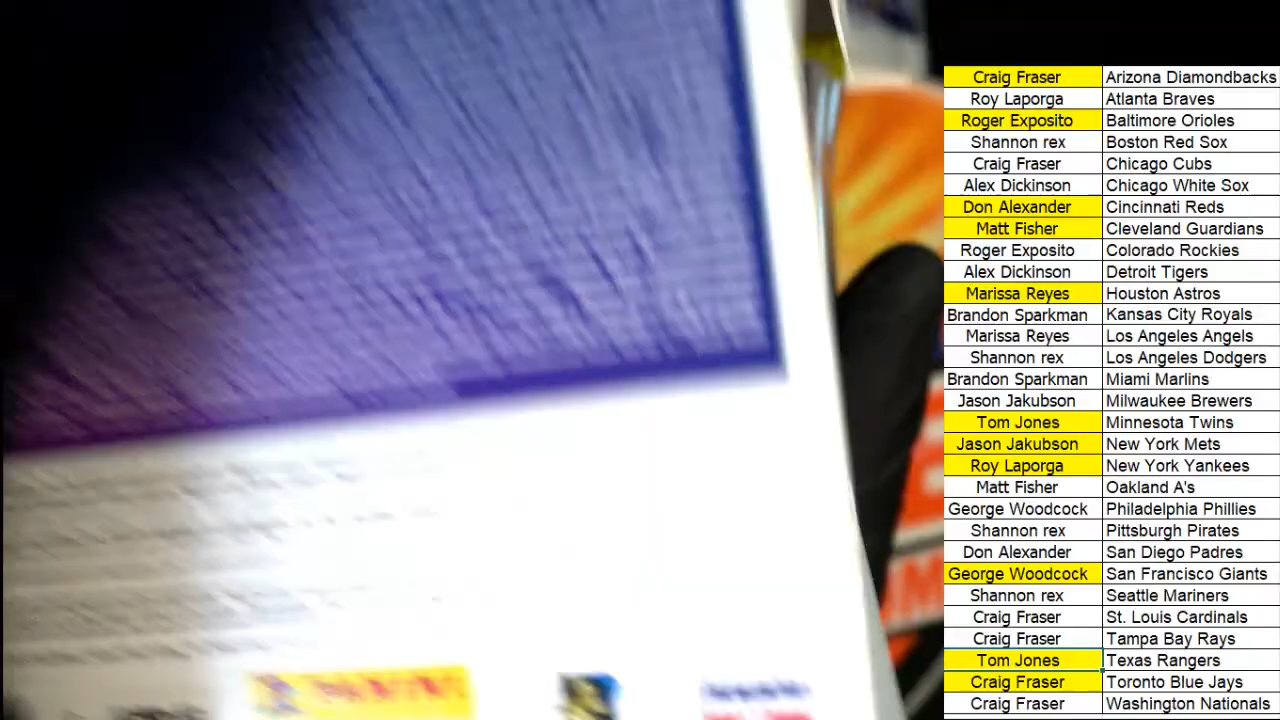 Craig Fraser Arizona Diamondbacks
Roy Laporga Atlanta Braves
Roger Exposito Baltimore Orioles
Shannon rex Boston Red Sox
Craig Fraser Chicago Cubs
Alex Dickinson Chicago White Sox
Don Alexander Cincinnati Reds
Matt Fisher Cleveland Guardians
Roger Exposito Colorado Rockies
Alex Dickinson Detroit Tigers
Marissa Reyes Houston Astros
Brandon Sparkman Kansas City Royals
Marissa Reyes Los Angeles Angels
Shannon rex Los Angeles Dodgers
Brandon Sparkman Miami Marlins
Jason Jakubson Milwaukee Brewers
Tom Jones Minnesota Twins
Jason Jakubson New York Mets
Roy Laporga New York Yankees
Matt Fisher Oakland A's
George Woodcock Philadelphia Phillies
Shannon rex Pittsburgh Pirates
Don Alexander San Diego Padres
George Woodcock San Francisco Giants
Shannon rex Seattle Mariners
Craig Fraser St. Louis Cardinals
Craig Fraser Tampa Bay Rays
Tom Jones Texas Rangers
Craig Fraser Toronto Blue Jays
Craig Fraser Washington Nationals